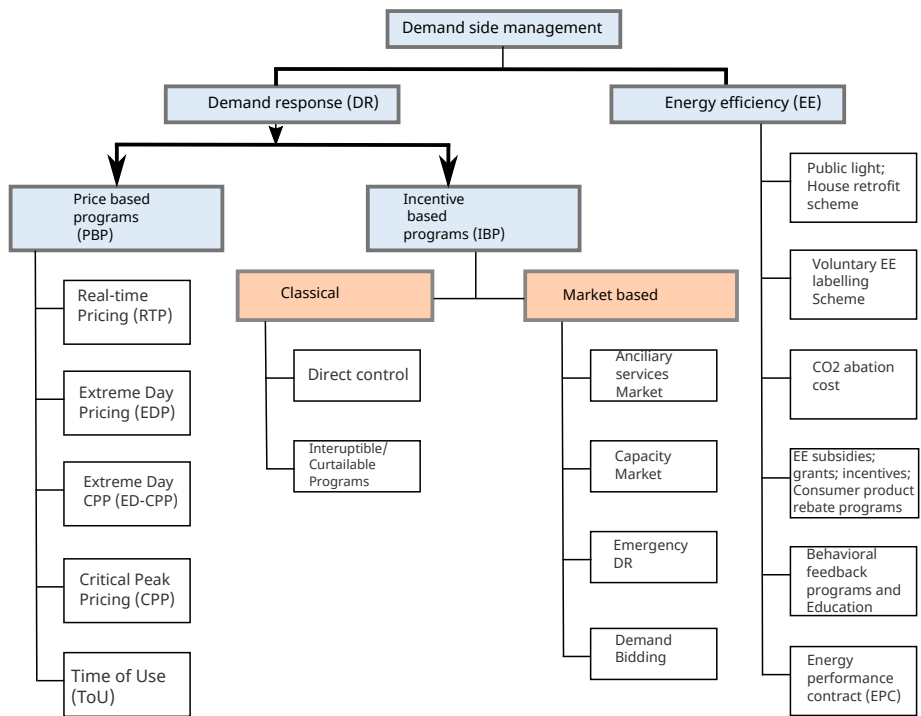 Demand side management
Demand response (DR)
Energy efficiency (EE)
Price based
programs
(PBP)
Incentive
based
programs (IBP)
Real-time
Pricing (RTP)
Extreme Day
Pricing (EDP)
Extreme Day
CPP (ED-CPP)
Critical Peak
Pricing (CPP)
Time of Use
(ToU)
Classical
Direct control
Interuptible/
Curtailable
Programs
Market based
Anciliary
services
Market
Capacity
Market
Emergency
DR
Demand
Bidding
Public light;
House retrofit
scheme
Voluntary EE
labelling
Scheme
CO2 abation
cost
EE subsidies;
grants; incentives;
Consumer product
rebate programs
Behavioral
feedback
programs and
Education
Energy
performance
contract (EPC)